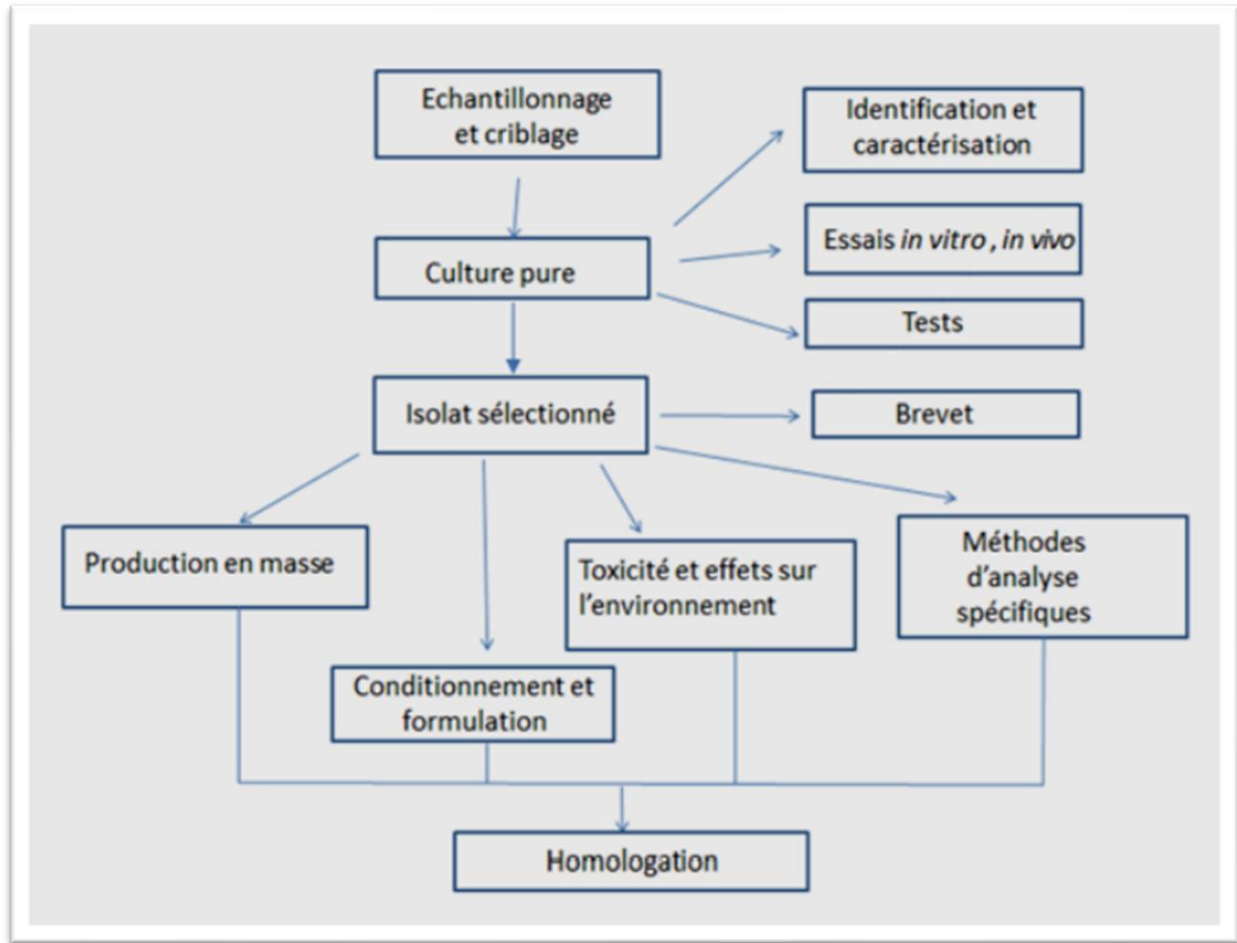 Echantillonnage
et criblage
Identification et
caractérisation
Essais in vitro , in vivo
Culture pure
Tests
Isolat sélectionné
Brevet
Production en masse
Toxicité et effets sur
l'environnement
Méthodes
d'analyse
spécifiques
Conditionnement et
formulation
Homologation